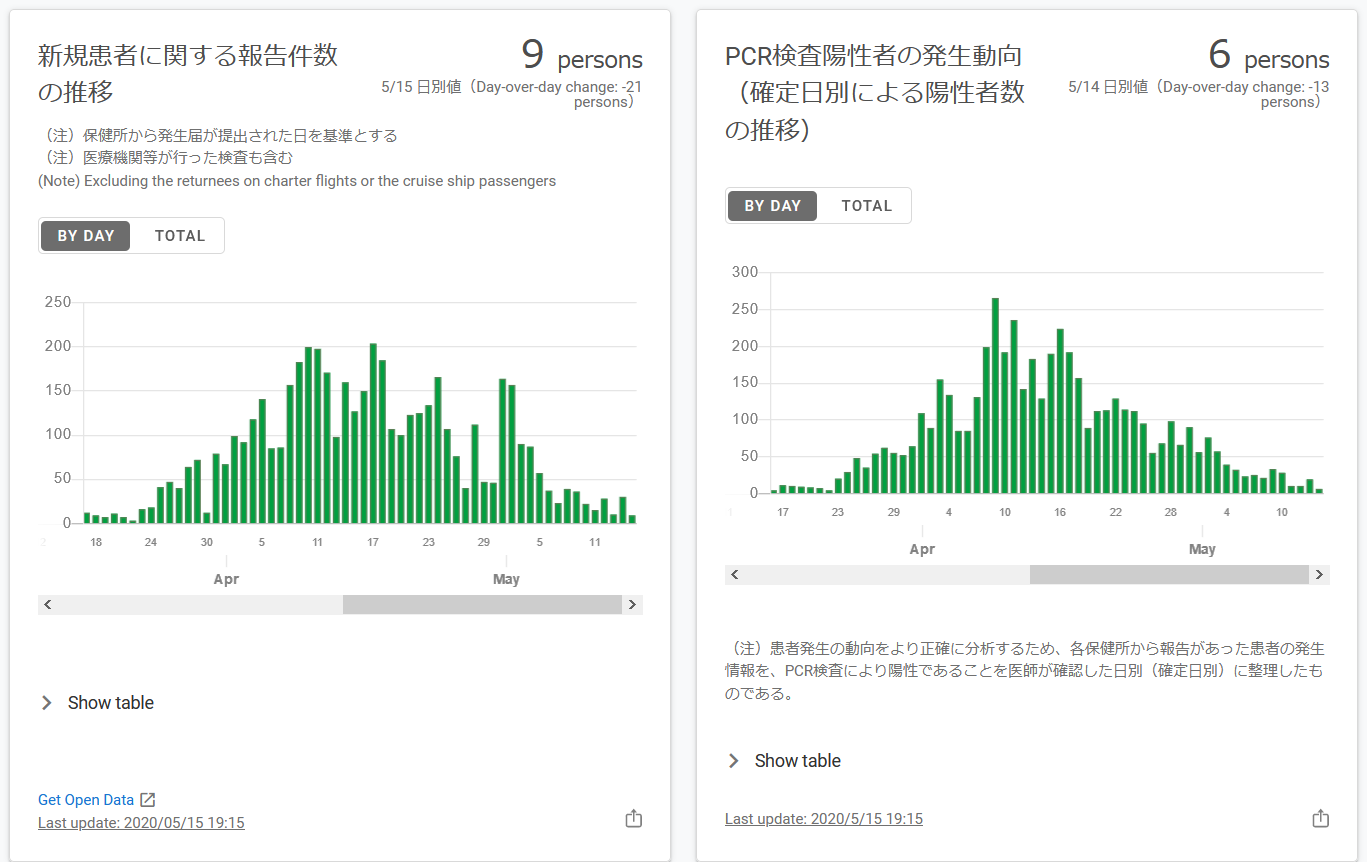 新規患者に関する報告件数
の推移
9 persons
5/15 日別値（Day-over-day change: -21
persons）
（注）保健所から発生届が提出された日を基準とする
（注）医療機関等が行った検査も含む
(Note) Excluding the returnees on charter flights or the cruise ship passengers
BY DAY TOTAL
250
200
150
100
50
0
2 18 24 30 5 11 17 23 29 5 11
Apr May
Show table
Get Open Data
Last update: 2020/05/15 19:15
PCR検査陽性者の発生動向
（確定日別による陽性者数
の推移）
6 persons
5/14 日別値（Day-over-day change: -13
persons）
BY DAY TOTAL
300
250
200
150
100
50
0
1 17 23 29 4 10 16 22 28 4 10
Apr May
（注）患者発生の動向をより正確に分析するため、各保健所から報告があった患者の発生
情報を、PCR検査により陽性であることを医師が確認した日別（確定日別）に整理したも
のである。
Show table
Last update: 2020/5/15 19:15